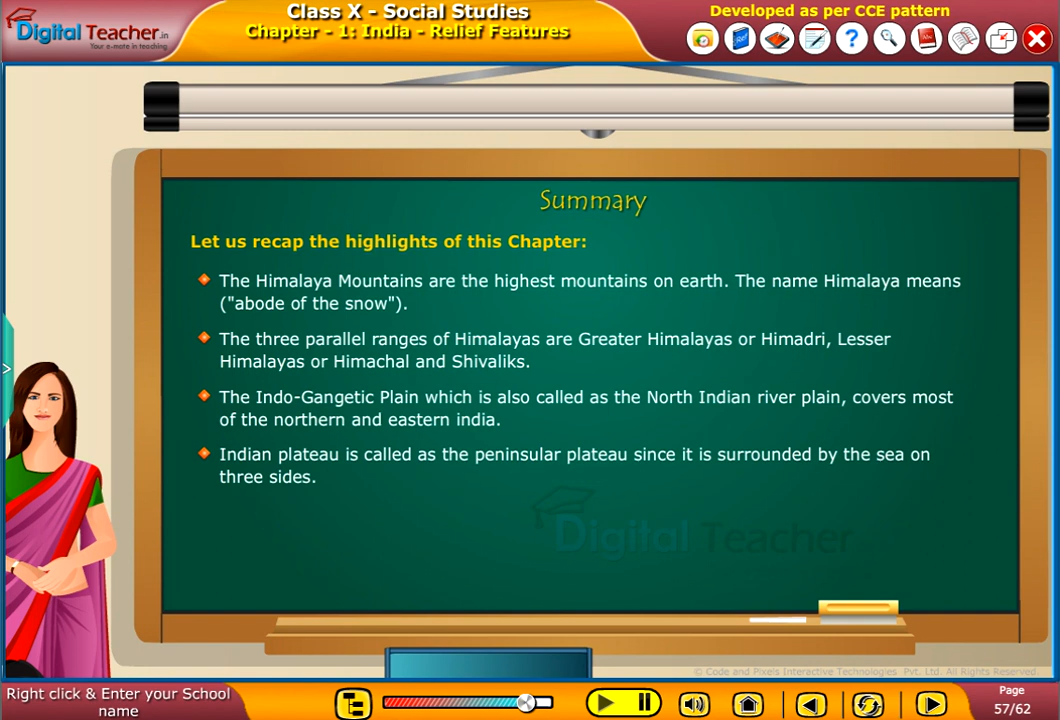 Digital Teacher.in
Your e-mate in teaching
Class X - Social Studies
Chapter - 1: India - Relief Features
Developed as per CCE pattern
Summary
Let us recap the highlights of this Chapter:
The Himalaya Mountains are the highest mountains on earth. The name Himalaya means
("abode of the snow").
The three parallel ranges of Himalayas are Greater Himalayas or Himadri, Lesser
Himalayas or Himachal and Shivaliks.
The Indo-Gangetic Plain which is also called as the North Indian river plain, covers most
of the northern and eastern india.
Indian plateau is called as the peninsular plateau since it is surrounded by the sea on
three sides.
Digital Teacher
© Code and Pixels Interactive Technologies Pvt. Ltd. All Rights Reserved.
Right click & Enter your School
name
Page
57/62